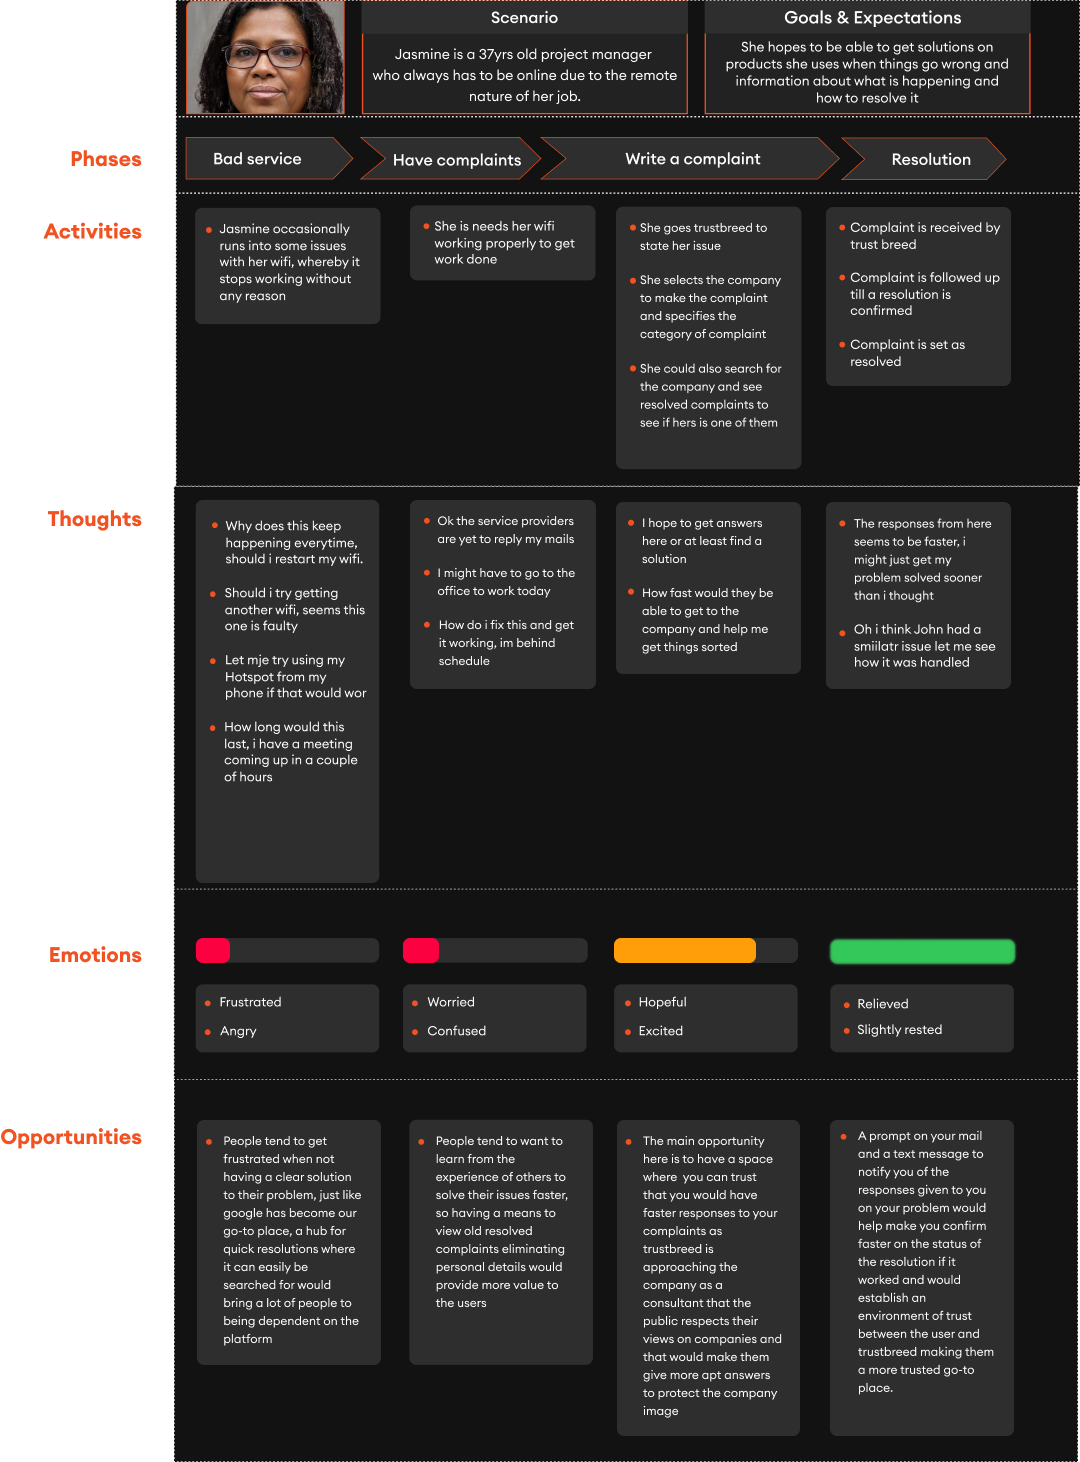 Scenario
Jasmine is a 37yrs old project manager
who always has to be online due to the remote
nature of her job.
Goals & Expectations
She hopes to be able to get solutions on
products she uses when things go wrong and
information about what is happening and
how to resolve it
Phases
Bad service
Have complaints
Write a complaint
Resolution
Activities
Jasmine occasionally
runs into some issues
with her wifi, whereby it
stops working without
any reason
She is needs her wifi
working properly to get
work done
She goes trustbreed to
state her issue
She selects the company
to make the complaint
and specifies the
category of complaint
She could also search for
the company and see
resolved complaints to
see if hers is one of them
Complaint is received by
trust breed
Complaint is followed up
till a resolution is
confirmed
Complaint is set as
resolved
Thoughts
Why does this keep
happening everytime,
should i restart my wifi.
Should i try getting
another wifi, seems this
one is faulty
Let mje try using my
Hotspot from my
phone if that would wor
How long would this
last, i have a meeting
coming up in a couple
of hours
Ok the service providers
are yet to reply my mails
I might have to go to the
office to work today
How do i fix this and get
it working, im behind
schedule
I hope to get answers
here or at least find a
solution
How fast would they be
able to get to the
company and help me
get things sorted
The responses from here
seems to be faster, i
might just get my
problem solved sooner
than i thought
Oh i think John had a
smiilatr issue let me see
how it was handled
Emotions
Frustrated
Angry
Worried
Confused
Hopeful
Excited
Relieved
Slightly rested
Opportunities
People tend to get
frustrated when not
having a clear solution
to their problem, just like
google has become our
go-to place, a hub for
quick resolutions where
it can easily be
searched for would
bring a lot of people to
being dependent on the
platform
People tend to want to
learn from the
experience of others to
solve their issues faster,
so having a means to
view old resolved
complaints eliminating
personal details would
provide more value to
the users
The main opportunity
here is to have a space
where  you can trust
that you would have
faster responses to your
complaints as
trustbreed is
approaching the
company as a
consultant that the
public respects their
views on companies and
that would make them
give more apt answers
to protect the company
image
A prompt on your mail
and a text message to
notify you of the
responses given to you
on your problem would
help make you confirm
faster on the status of
the resolution if it
worked and would
establish an
environment of trust
between the user and
trustbreed making them
a more trusted go-to
place.